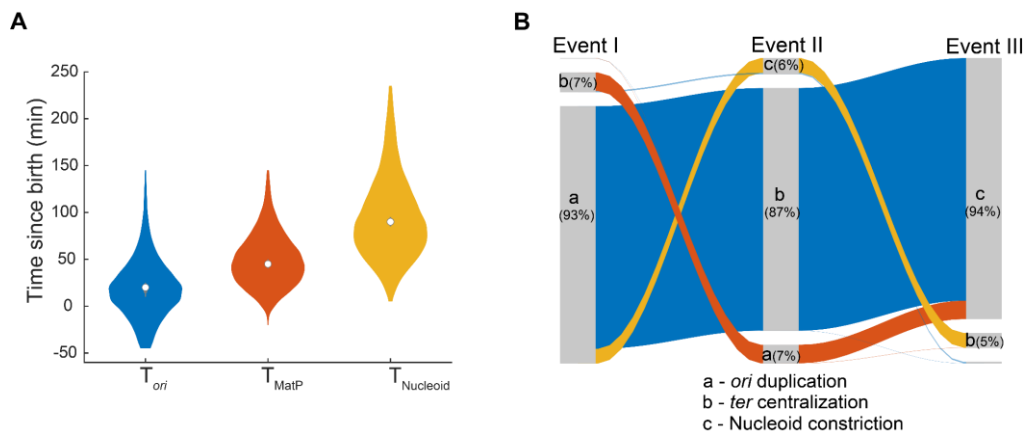 A
Time since birth (min)
250
200
150
100
50
0
-50
Tori
TMatP
TNucleoid
B
Event I
Event II
Event III
b(7%)
a
(93%)
c(6%)
b
(87%)
a(7%)
c
(94%)
b(5%)
a - ori duplication
b - ter centralization
c - Nucleoid constriction